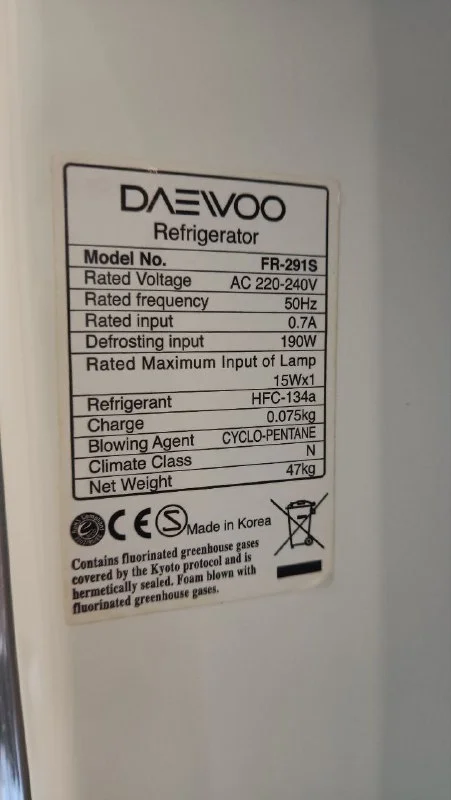 DAEWOO
Refrigerator
Model No. FR-291S
Rated Voltage AC 220-240V
Rated frequency 50Hz
Rated input 0.7A
Defrosting input 190W
Rated Maximum Input of Lamp
15Wx1
Refrigerant HFC-134a
Charge 0.075kg
Blowing Agent CYCLO-PENTANE
Climate Class N
Net Weight 47kg
CE S Made in Korea
Contains fluorinated greenhouse gases
covered by the Kyoto protocol and is
hermetically sealed. Foam blown with
fluorinated greenhouse gases.